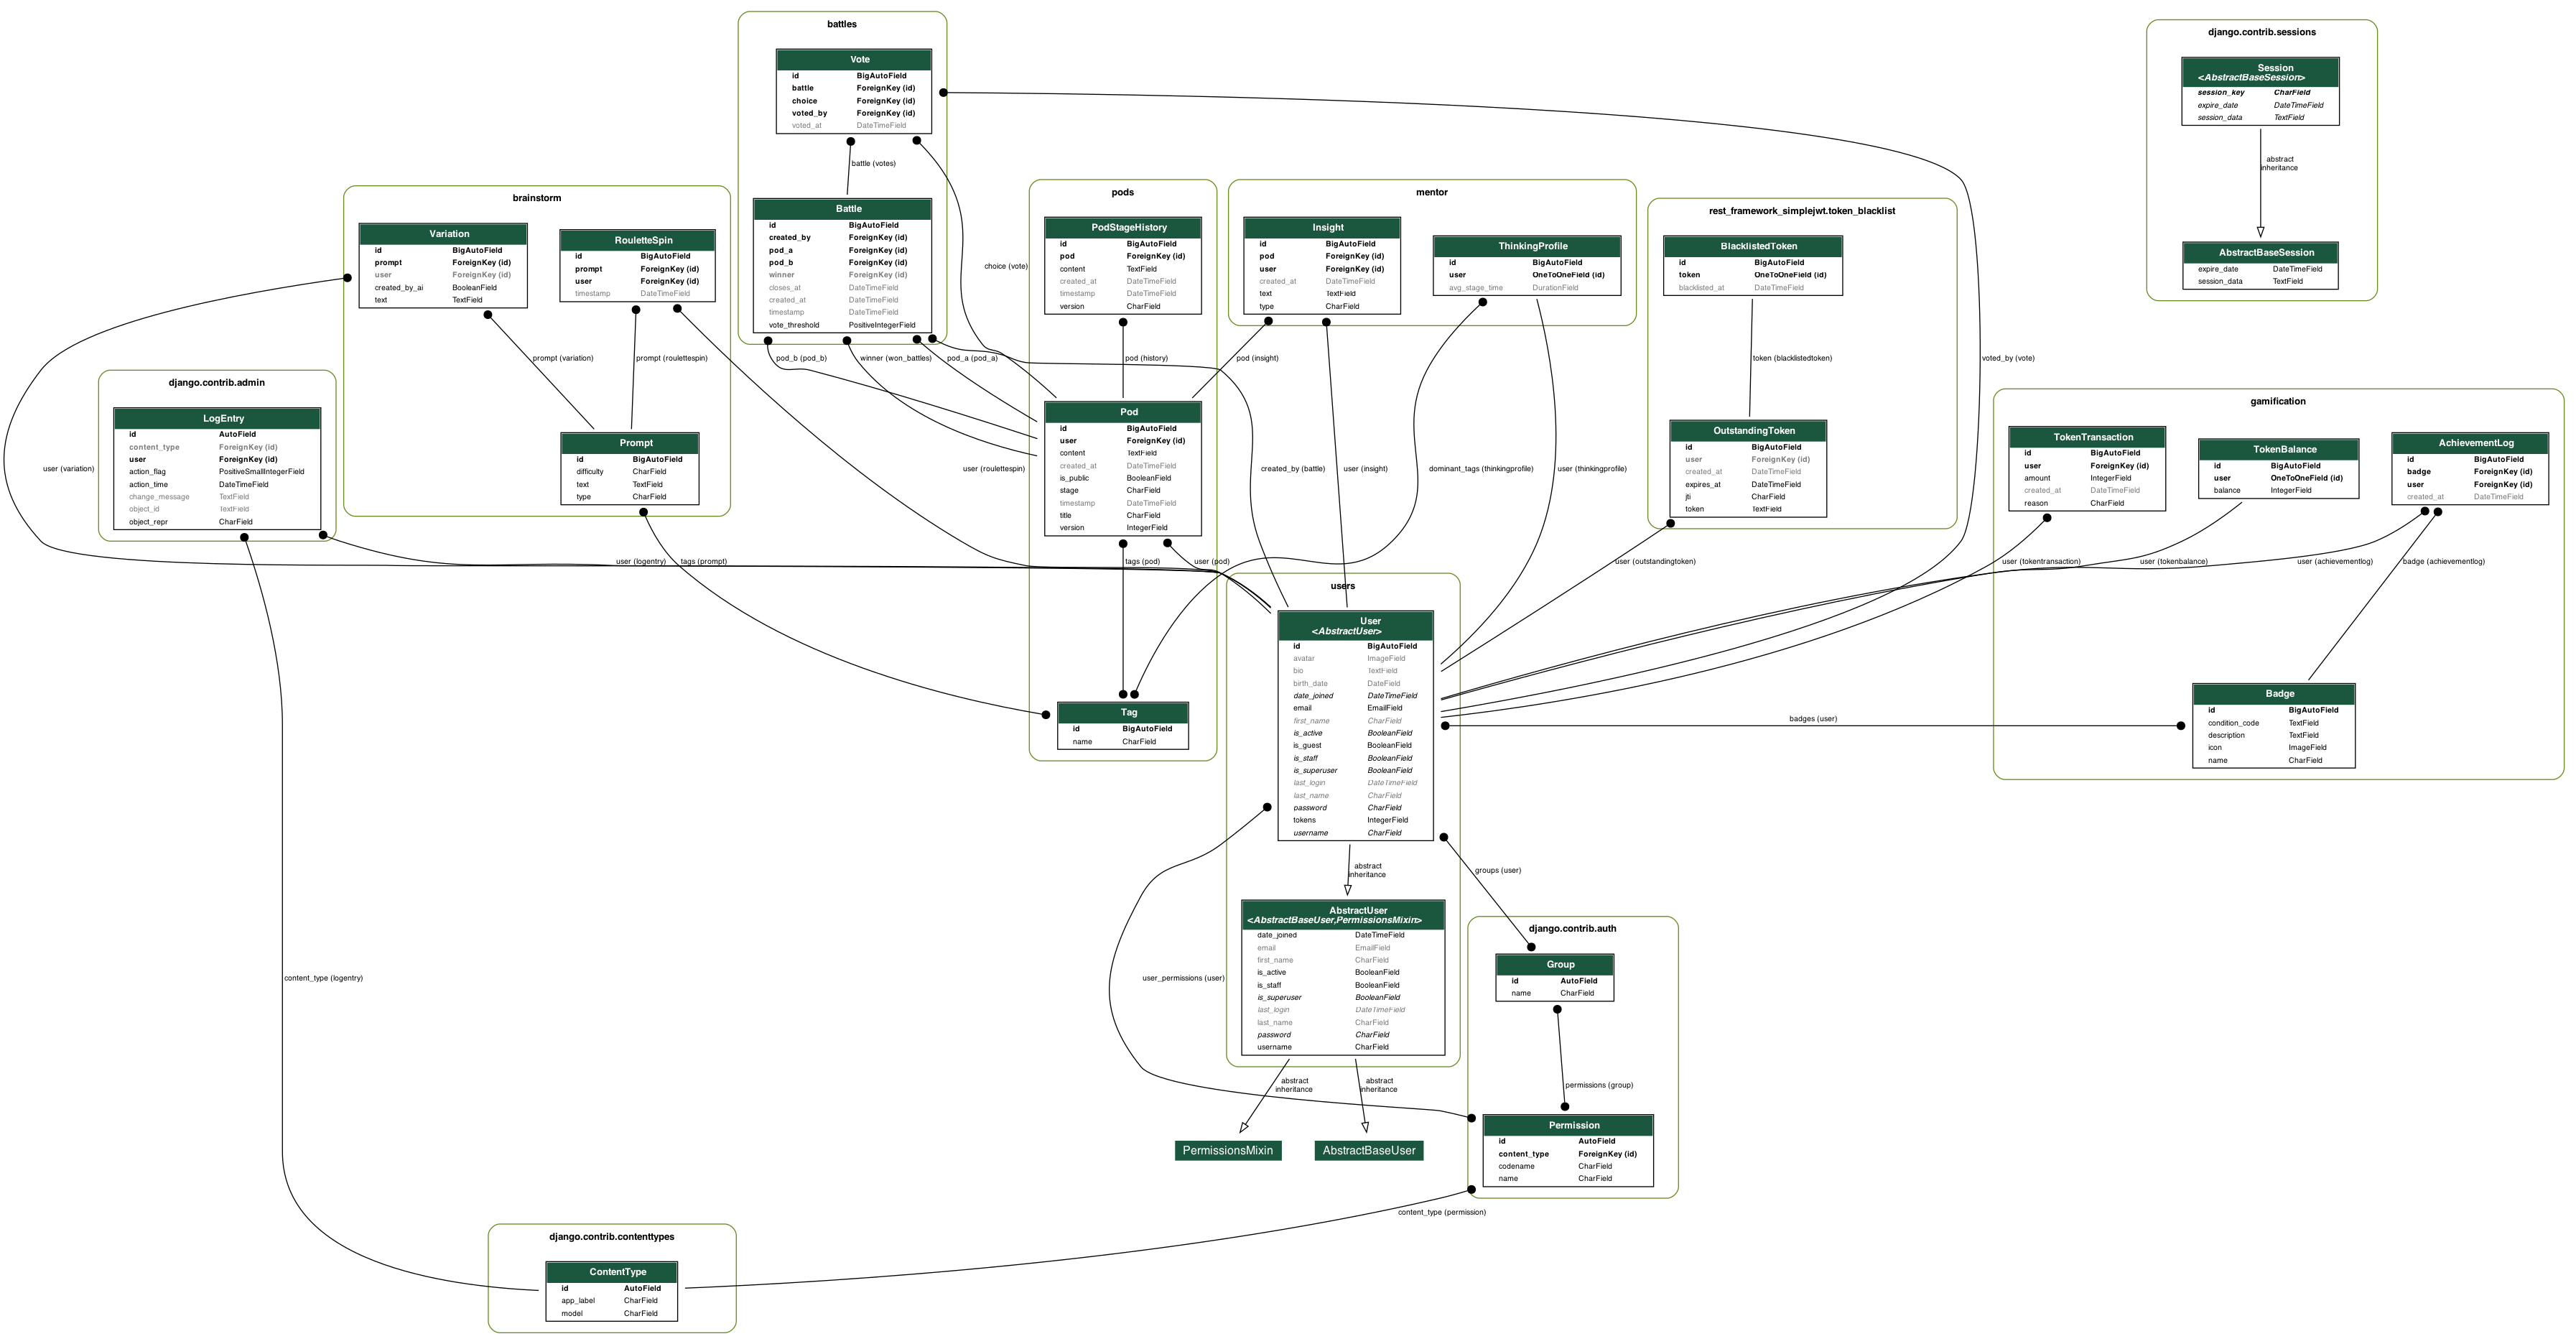 battles
Vote
id BigAutoField
battle ForeignKey (id)
choice ForeignKey (id)
voted_by ForeignKey (id)
voted_at DateTimeField
battle (votes)
Battle
id BigAutoField
created_by ForeignKey (id)
pod_a ForeignKey (id)
pod_b ForeignKey (id)
winner ForeignKey (id)
closes_at DateTimeField
created_at DateTimeField
timestamp DateTimeField
vote_threshold PositiveIntegerField
django.contrib.sessions
Session
<AbstractBaseSession>
session_key CharField
expire_date DateTimeField
session_data TextField
abstract
inheritance
AbstractBaseSession
expire_date DateTimeField
session_data TextField
brainstorm
Variation
id BigAutoField
prompt ForeignKey (id)
user ForeignKey (id)
created_by_ai BooleanField
text TextField
RouletteSpin
id BigAutoField
prompt ForeignKey (id)
user ForeignKey (id)
timestamp DateTimeField
prompt (variation)
prompt (roulettespin)
Prompt
id BigAutoField
difficulty CharField
text TextField
type CharField
pods
PodStageHistory
id BigAutoField
pod ForeignKey (id)
content TextField
created_at DateTimeField
timestamp DateTimeField
version CharField
choice (vote)
pod_b (pod_b)
winner (won_battles)
pod_a (pod_a)
pod (history)
pod (insight)
Pod
id BigAutoField
user ForeignKey (id)
content TextField
created_at DateTimeField
is_public BooleanField
stage CharField
timestamp DateTimeField
title CharField
version IntegerField
tags (pod)
user (pod)
Tag
id BigAutoField
name CharField
mentor
Insight
id BigAutoField
pod ForeignKey (id)
user ForeignKey (id)
created_at DateTimeField
text TextField
type CharField
ThinkingProfile
id BigAutoField
user OneToOneField (id)
avg_stage_time DurationField
rest_framework_simplejwt.token_blacklist
BlacklistedToken
id BigAutoField
token OneToOneField (id)
blacklisted_at DateTimeField
token (blacklistedtoken)
OutstandingToken
id BigAutoField
user ForeignKey (id)
created_at DateTimeField
expires_at DateTimeField
jti CharField
token TextField
voted_by (vote)
django.contrib.admin
LogEntry
id AutoField
content_type ForeignKey (id)
user ForeignKey (id)
action_flag PositiveSmallIntegerField
action_time DateTimeField
change_message TextField
object_id TextField
object_repr CharField
user (variation)
user (roulettespin)
created_by (battle)
user (insight)
dominant_tags (thinkingprofile)
user (thinkingprofile)
gamification
TokenTransaction
id BigAutoField
user ForeignKey (id)
amount IntegerField
created_at DateTimeField
reason CharField
TokenBalance
id BigAutoField
user OneToOneField (id)
balance IntegerField
AchievementLog
id BigAutoField
badge ForeignKey (id)
user ForeignKey (id)
created_at DateTimeField
user (logentry)
tags (prompt)
user (outstandingtoken)
user (tokentransaction)
user (tokenbalance)
user (achievementlog)
badge (achievementlog)
Badge
id BigAutoField
condition_code TextField
description TextField
icon ImageField
name CharField
badges (user)
users
User
<AbstractUser>
id BigAutoField
avatar ImageField
bio TextField
birth_date DateField
date_joined DateTimeField
email EmailField
first_name CharField
is_active BooleanField
is_guest BooleanField
is_staff BooleanField
is_superuser BooleanField
last_login DateTimeField
last_name CharField
password CharField
tokens IntegerField
username CharField
abstract
inheritance
groups (user)
AbstractUser
<AbstractBaseUser,PermissionsMixin>
date_joined DateTimeField
email EmailField
first_name CharField
is_active BooleanField
is_staff BooleanField
is_superuser BooleanField
last_login DateTimeField
last_name CharField
password CharField
username CharField
content_type (logentry)
user_permissions (user)
django.contrib.auth
Group
id AutoField
name CharField
permissions (group)
abstract
inheritance
abstract
inheritance
PermissionsMixin
AbstractBaseUser
Permission
id AutoField
content_type ForeignKey (id)
codename CharField
name CharField
content_type (permission)
django.contrib.contenttypes
ContentType
id AutoField
app_label CharField
model CharField